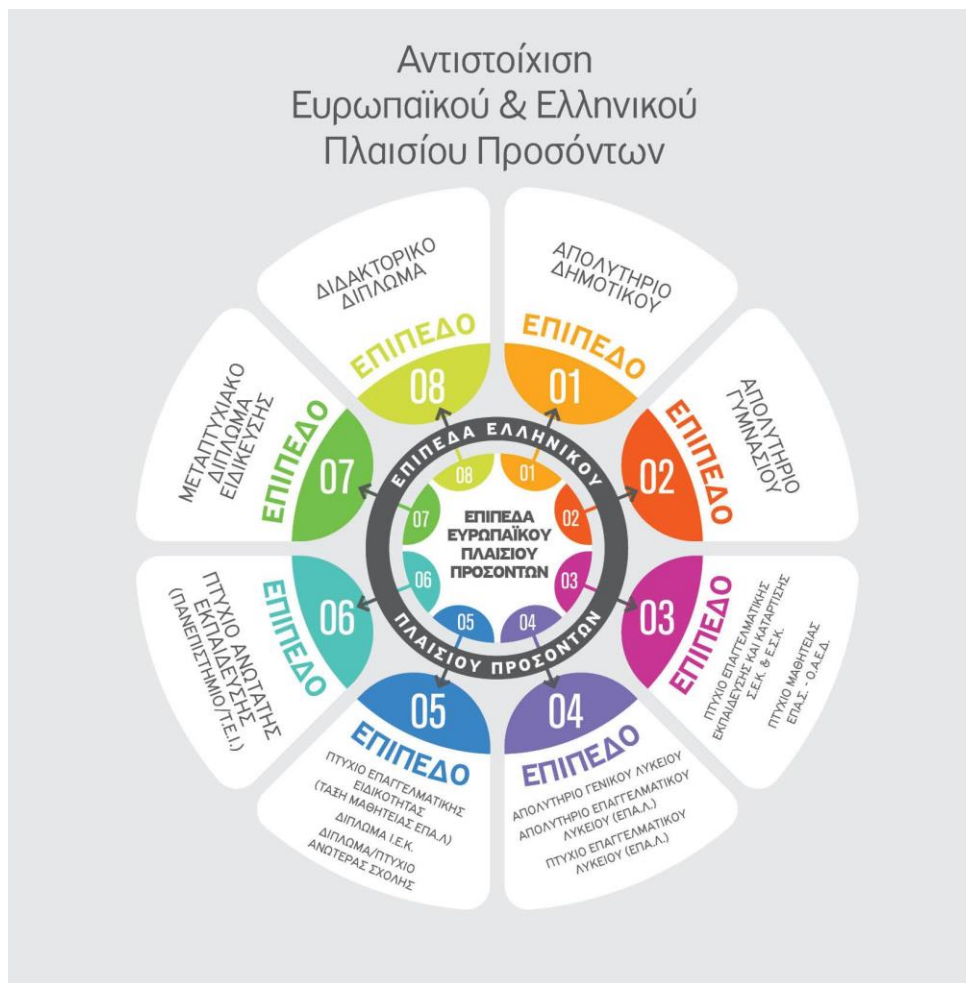 Αντιστοίχιση
Ευρωπαϊκού & Ελληνικού
Πλαισίου Προσόντων
ΑΠΟΛΥΤΗΡΙΟ
ΔΗΜΟΤΙΚΟΥ
ΕΠΙΠΕΔΟ
01
ΑΠΟΛΥΤΗΡΙΟ
ΓΥΜΝΑΣΙΟΥ
ΕΠΙΠΕΔΟ
02
ΕΠΙΠΕΔΟ
03
ΠΤΥΧΙΟ ΕΠΑΓΓΕΛΜΑΤΙΚΗΣ
ΕΚΠΑΙΔΕΥΣΗΣ ΚΑΙ ΚΑΤΑΡΤΙΣΗΣ
Σ.Ε.Κ. & Ε.Σ.Κ.
ΠΤΥΧΙΟ ΜΑΘΗΤΕΙΑΣ
ΕΠΑ.Σ. - Ο.Α.Ε.Δ.
04
ΕΠΙΠΕΔΟ
ΑΠΟΛΥΤΗΡΙΟ ΓΕΝΙΚΟΥ ΛΥΚΕΙΟΥ
ΑΠΟΛΥΤΗΡΙΟ ΕΠΑΓΓΕΛΜΑΤΙΚΟΥ
ΛΥΚΕΙΟΥ (ΕΠΑ.Λ.)
ΠΤΥΧΙΟ ΕΠΑΓΓΕΛΜΑΤΙΚΟΥ
ΛΥΚΕΙΟΥ (ΕΠΑ.Λ.)
05
ΕΠΙΠΕΔΟ
ΠΤΥΧΙΟ ΕΠΑΓΓΕΛΜΑΤΙΚΗΣ
ΕΙΔΙΚΟΤΗΤΑΣ
(ΤΑΞΗ ΜΑΘΗΤΕΙΑΣ ΕΠΑ.Λ)
ΔΙΠΛΩΜΑ Ι.Ε.Κ.
ΔΙΠΛΩΜΑ/ΠΤΥΧΙΟ
ΑΝΩΤΕΡΑΣ ΣΧΟΛΗΣ
06
ΕΠΙΠΕΔΟ
ΠΤΥΧΙΟ ΑΝΩΤΑΤΗΣ
ΕΚΠΑΙΔΕΥΣΗΣ
(ΠΑΝΕΠΙΣΤΗΜΙΟ/Τ.Ε.Ι.)
ΜΕΤΑΠΤΥΧΙΑΚΟ
ΔΙΠΛΩΜΑ
ΕΙΔΙΚΕΥΣΗΣ
ΕΠΙΠΕΔΟ
07
ΔΙΔΑΚΤΟΡΙΚΟ
ΔΙΠΛΩΜΑ
ΕΠΙΠΕΔΟ
08
ΕΠΙΠΕΔΑ ΕΛΛΗΝΙΚΟΥ
ΠΛΑΙΣΙΟΥ ΠΡΟΣΟΝΤΩΝ
01
02
03
04
05
06
07
08
ΕΠΙΠΕΔΑ
ΕΥΡΩΠΑΪΚΟΥ
ΠΛΑΙΣΙΟΥ
ΠΡΟΣΟΝΤΩΝ